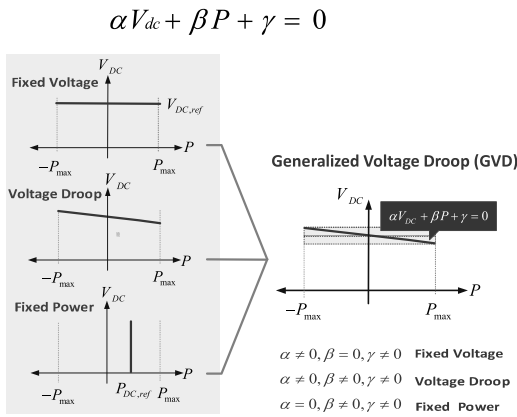 αV_dc + βP + γ = 0
Fixed Voltage
V_DC
V_DC,ref
P
−P_max
P_max
Voltage Droop
V_DC
P
−P_max
P_max
Fixed Power
V_DC
P
−P_max
P_DC,ref
P_max
Generalized Voltage Droop (GVD)
V_DC
αV_DC + βP + γ = 0
P
−P_max
P_max
α ≠ 0, β = 0, γ ≠ 0 Fixed Voltage
α ≠ 0, β ≠ 0, γ ≠ 0 Voltage Droop
α = 0, β ≠ 0, γ ≠ 0 Fixed Power